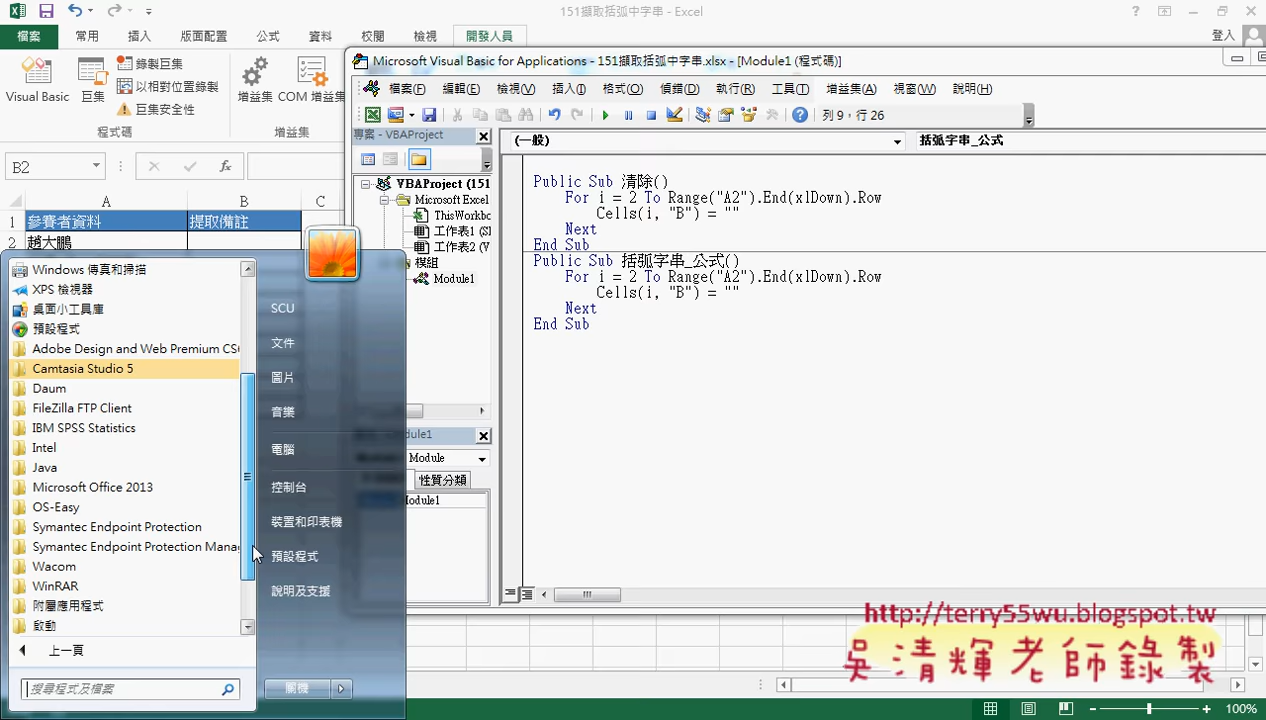 151擷取括弧中字串 - Excel
檔案 常用 插入 版面配置 公式 資料 校閱 檢視 開發人員 登入
Visual Basic 巨集 錄製巨集 以相對位置錄製 巨集安全性 增益集 COM 增益集
程式碼 增益集
B2
A B C
1 參賽者資料 提取備註
2 趙大鵬
Microsoft Visual Basic for Applications - 151擷取括弧中字串.xlsx - [Module1 (程式碼)]
檔案(F) 編輯(E) 檢視(V) 插入(I) 格式(O) 偵錯(D) 執行(R) 工具(T) 增益集(A) 視窗(W) 說明(H)
列 9，行 26
專案 - VBAProject
VBAProject (151
Microsoft Excel
ThisWorkbo
工作表1 (S
工作表2 (V
模組
Module1
Module
性質分類
Module1
(一般) 括弧字串_公式
Public Sub 清除()
For i = 2 To Range("A2").End(xlDown).Row
Cells(i, "B") = ""
Next
End Sub
Public Sub 括弧字串_公式()
For i = 2 To Range("A2").End(xlDown).Row
Cells(i, "B") = ""
Next
End Sub
Windows 傳真和掃描
XPS 檢視器
桌面小工具庫
預設程式
Adobe Design and Web Premium CS
Camtasia Studio 5
Daum
FileZilla FTP Client
IBM SPSS Statistics
Intel
Java
Microsoft Office 2013
OS-Easy
Symantec Endpoint Protection
Symantec Endpoint Protection Mana
Wacom
WinRAR
附屬應用程式
啟動
上一頁
搜尋程式及檔案
SCU
文件
圖片
音樂
電腦
控制台
裝置和印表機
預設程式
說明及支援
關機
http://terry55wu.blogspot.tw
吳清輝老師錄製
100%